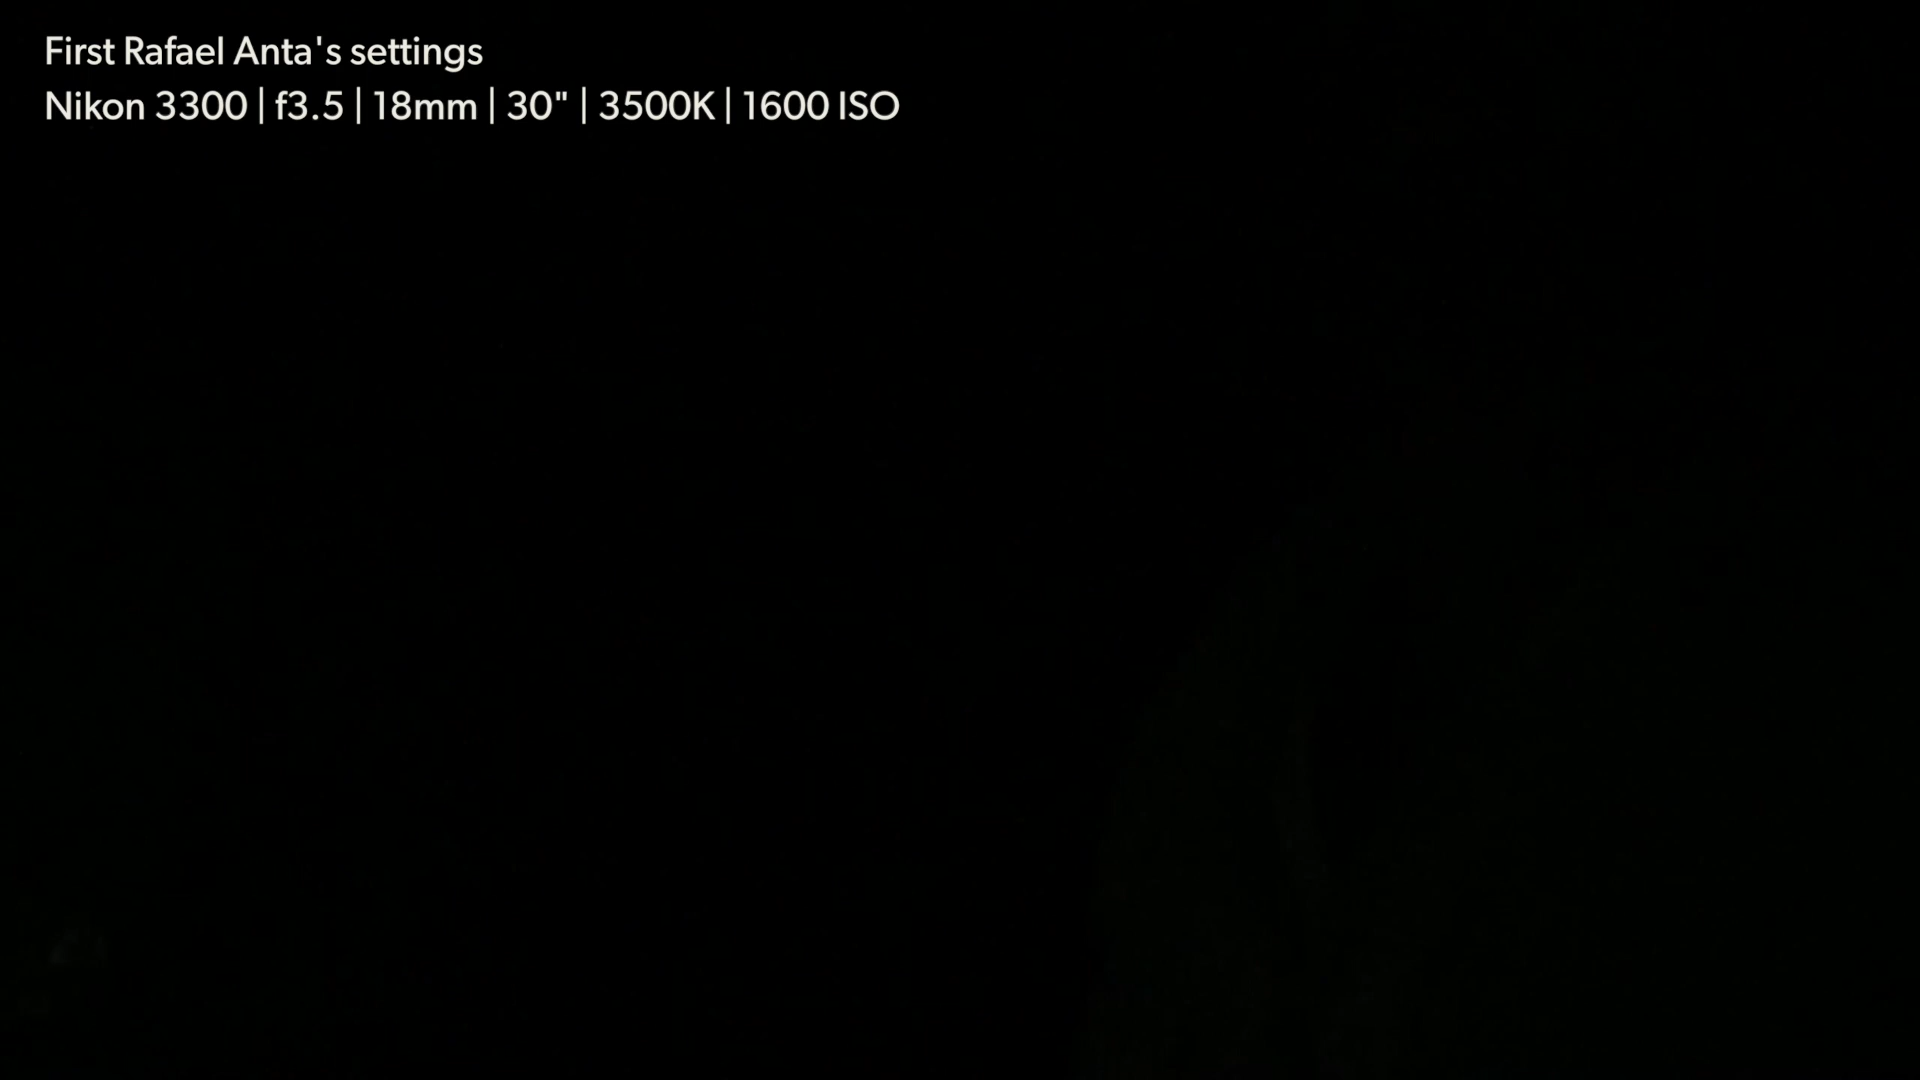 First Rafael Anta's settings
Nikon 3300 | f3.5 | 18mm | 30" | 3500K | 1600 ISO